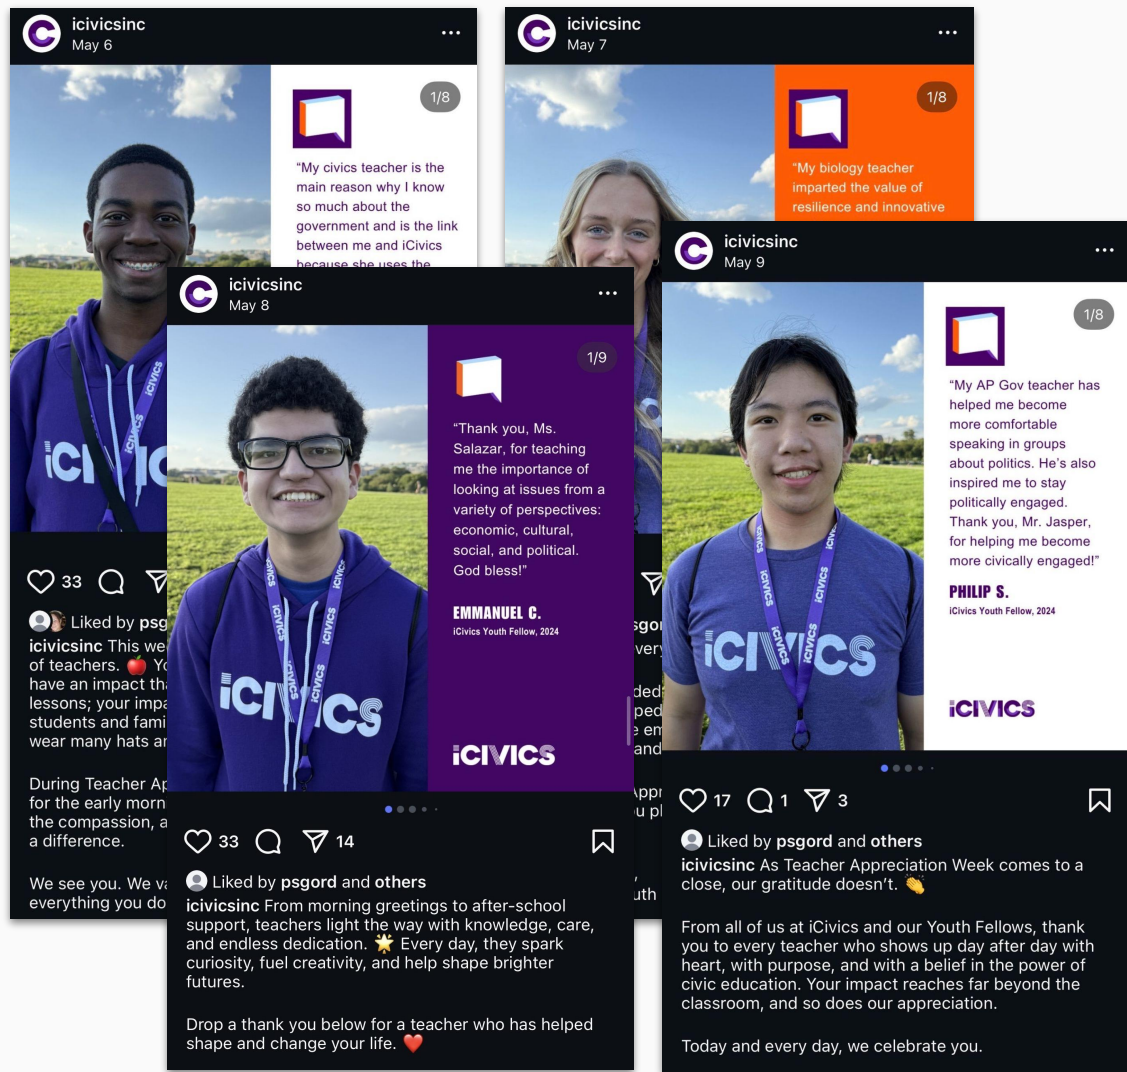 icivicsinc
May 6
1/8
“My civics teacher is the
main reason why I know
so much about the
government and is the link
between me and iCivics
because she uses the
iCIVICS
33
Liked by psg
icivicsinc This wee
of teachers. 🍎 Yo
have an impact tha
lessons; your impa
students and fami
wear many hats an
During Teacher Ap
for the early morn
the compassion, a
a difference.
We see you. We va
everything you do
icivicsinc
May 7
1/8
“My biology teacher
imparted the value of
resilience and innovative
icivicsinc
May 8
1/9
“Thank you, Ms.
Salazar, for teaching
me the importance of
looking at issues from a
variety of perspectives:
economic, cultural,
social, and political.
God bless!”
EMMANUEL C.
iCivics Youth Fellow, 2024
iCIVICS
iCIVICS
33 14
Liked by psgord and others
icivicsinc From morning greetings to after-school
support, teachers light the way with knowledge, care,
and endless dedication. 🌟 Every day, they spark
curiosity, fuel creativity, and help shape brighter
futures.
Drop a thank you below for a teacher who has helped
shape and change your life. ❤️
icivicsinc
May 9
1/8
“My AP Gov teacher has
helped me become
more comfortable
speaking in groups
about politics. He’s also
inspired me to stay
politically engaged.
Thank you, Mr. Jasper,
for helping me become
more civically engaged!”
PHILIP S.
iCivics Youth Fellow, 2024
iCIVICS
iCIVICS
17 1 3
Liked by psgord and others
icivicsinc As Teacher Appreciation Week comes to a
close, our gratitude doesn’t. 👏
From all of us at iCivics and our Youth Fellows, thank
you to every teacher who shows up day after day with
heart, with purpose, and with a belief in the power of
civic education. Your impact reaches far beyond the
classroom, and so does our appreciation.
Today and every day, we celebrate you.